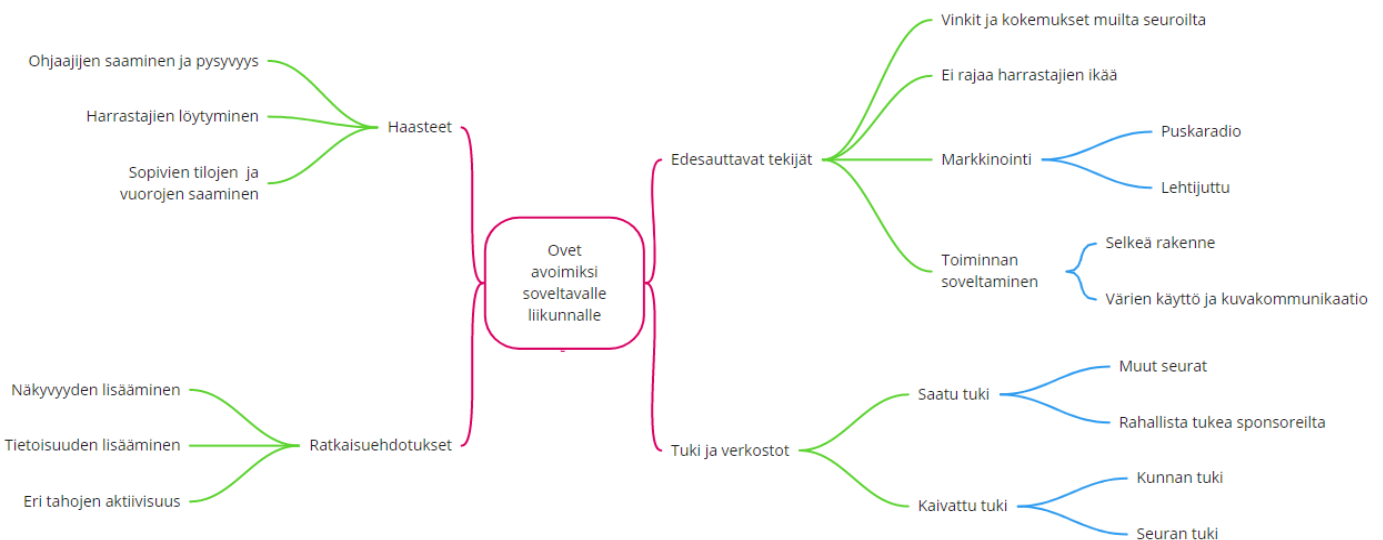 Ovet
avoimiksi
soveltavalle
liikunnalle
Haasteet
Ohjaajijen saaminen ja pysyvyys
Harrastajien löytyminen
Sopivien tilojen ja
vuorojen saaminen
Ratkaisuehdotukset
Näkyvyyden lisääminen
Tietoisuuden lisääminen
Eri tahojen aktiivisuus
Edesauttavat tekijät
Vinkit ja kokemukset muilta seuroilta
Ei rajaa harrastajien ikää
Markkinointi
Puskaradio
Lehtijuttu
Toiminnan
soveltaminen
Selkeä rakenne
Värien käyttö ja kuvakommunikaatio
Tuki ja verkostot
Saatu tuki
Muut seurat
Rahallista tukea sponsoreilta
Kaivattu tuki
Kunnan tuki
Seuran tuki